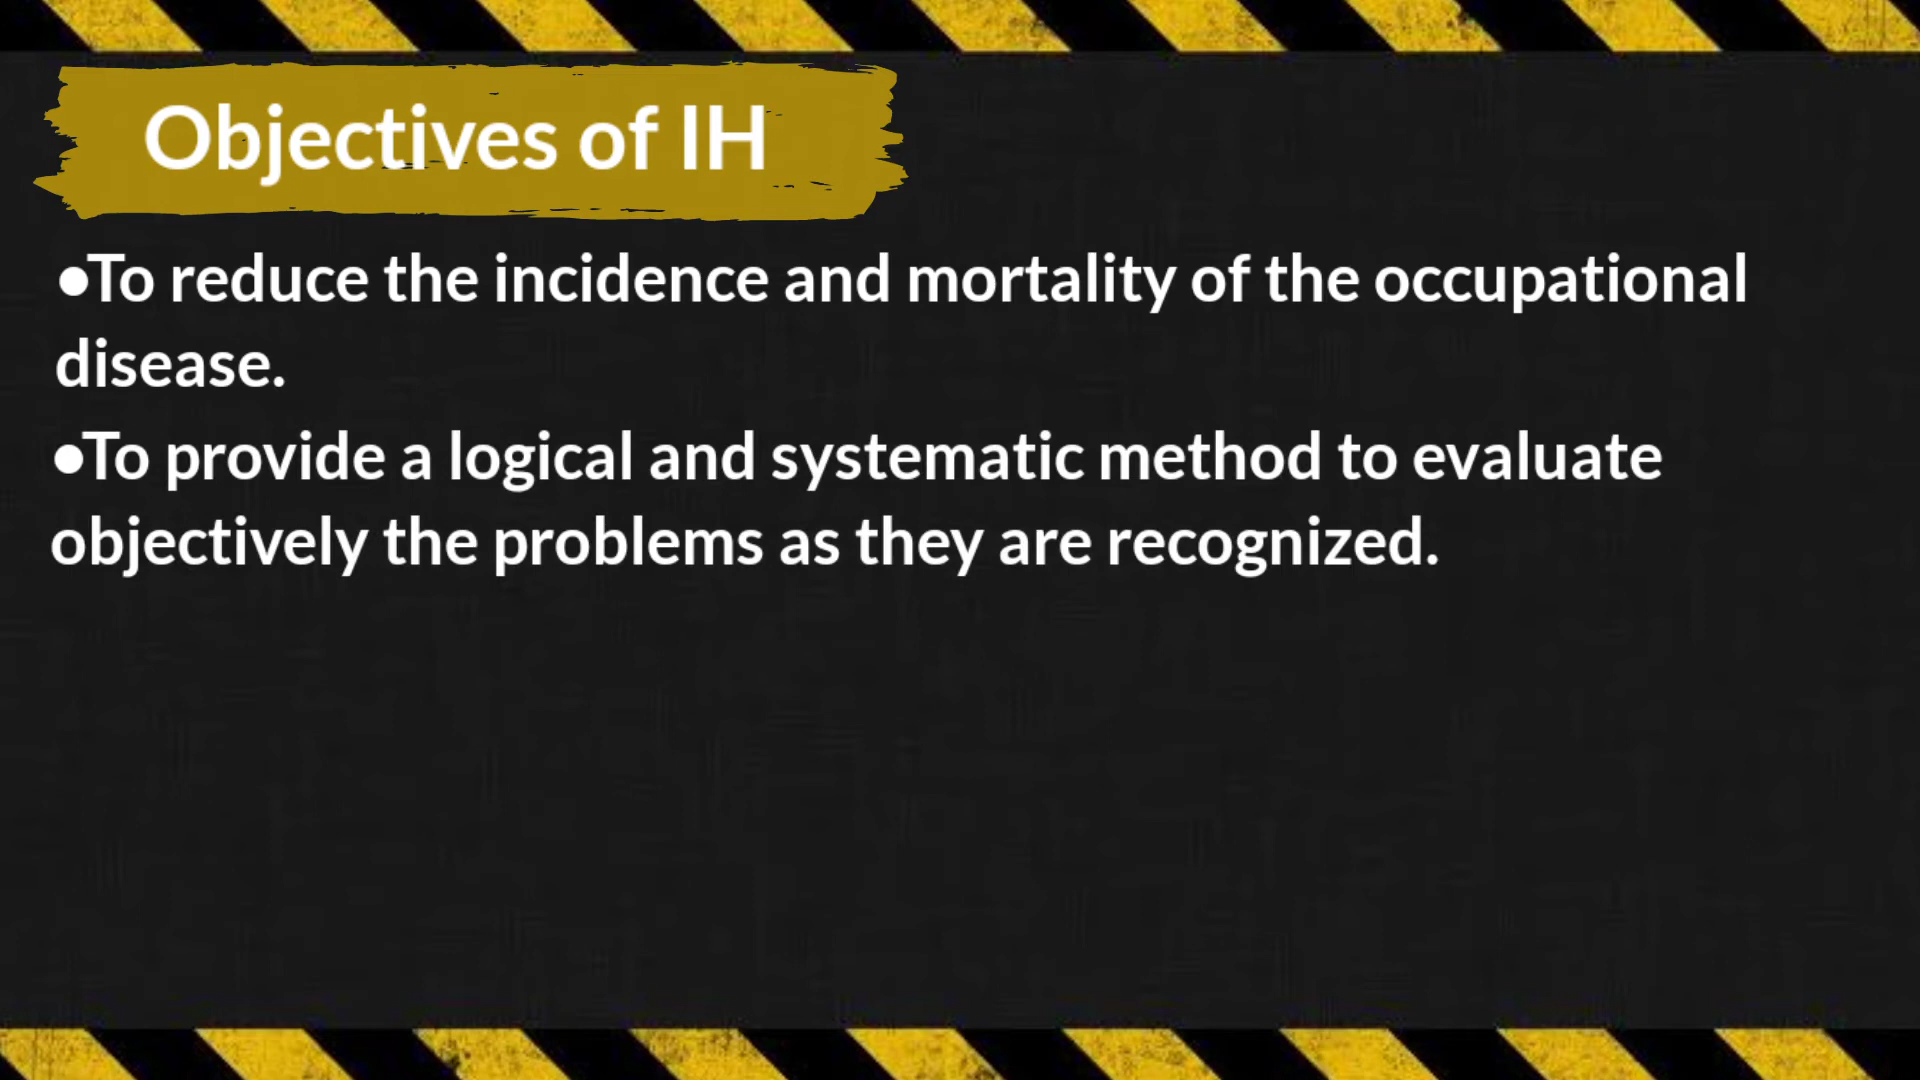 Objectives of IH
●To reduce the incidence and mortality of the occupational
disease.
●To provide a logical and systematic method to evaluate
objectively the problems as they are recognized.